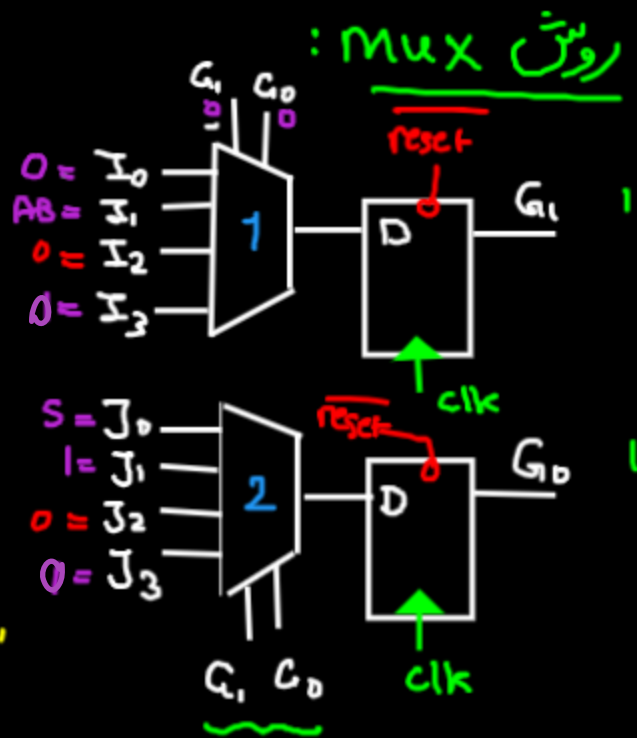 روش mux :
G₁ G₀
0 0
reset
0 = I₀
AB = I₁
0 = I₂
0 = I₃
1
D
G₁
clk
S = J₀
1 = J₁
0 = J₂
0 = J₃
2
reset
D
G₀
clk
G₁ G₀